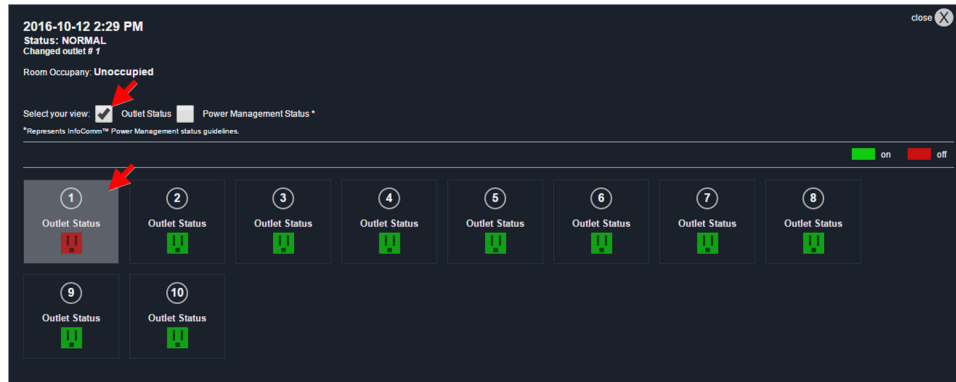 close X
2016-10-12 2:29 PM
Status: NORMAL
Changed outlet # 1
Room Occupany: Unoccupied
Select your view: Outlet Status Power Management Status *
*Represents InfoComm™ Power Management status guidelines.
on off
1 2 3 4 5 6 7 8
Outlet Status Outlet Status Outlet Status Outlet Status Outlet Status Outlet Status Outlet Status Outlet Status
9 10
Outlet Status Outlet Status